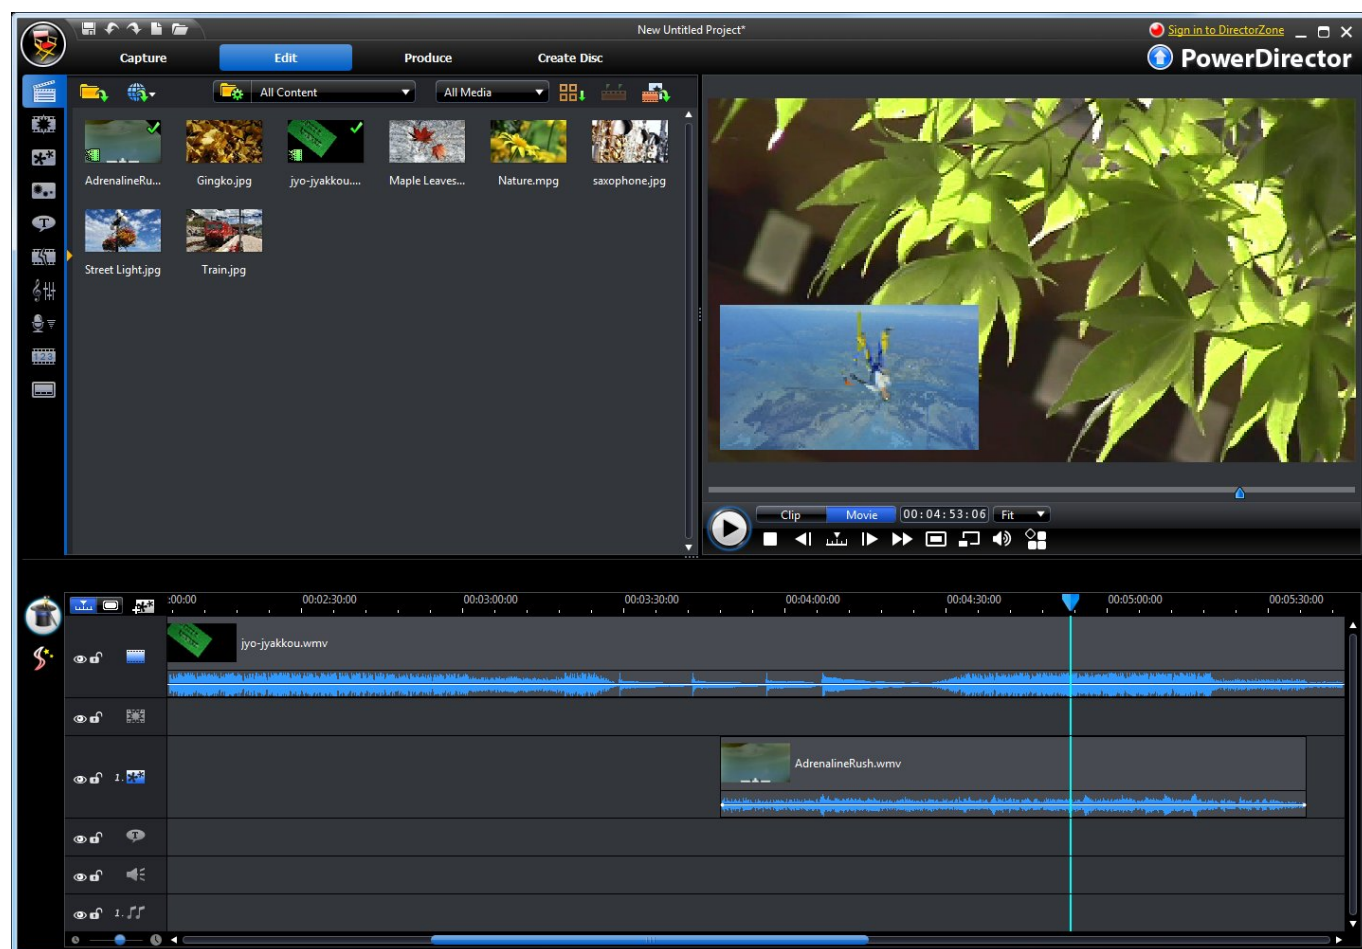 New Untitled Project*
Sign in to DirectorZone
Capture
Edit
Produce
Create Disc
PowerDirector
All Content
All Media
AdrenalineRu...
Gingko.jpg
jyo-jyakkou....
Maple Leaves...
Nature.mpg
saxophone.jpg
Street Light.jpg
Train.jpg
Clip
Movie
00:04:53:06
Fit
:00:00
00:02:30:00
00:03:00:00
00:03:30:00
00:04:00:00
00:04:30:00
00:05:00:00
00:05:30:00
jyo-jyakkou.wmv
1.
AdrenalineRush.wmv
1.